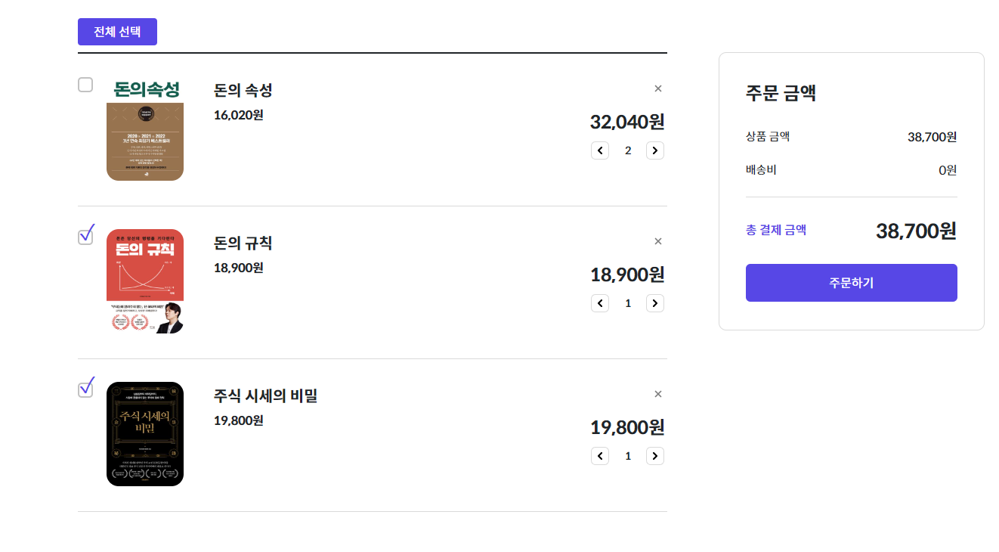 전체 선택
돈의속성
2020 × 2021 × 2022
3년 연속 최장기 베스트셀러
돈의 속성
16,020원
×
32,040원
2
돈의 규칙
돈의 규칙
18,900원
×
18,900원
1
주식 시세의
비밀
주식 시세의 비밀
19,800원
×
19,800원
1
주문 금액
상품 금액 38,700원
배송비 0원
총 결제 금액 38,700원
주문하기